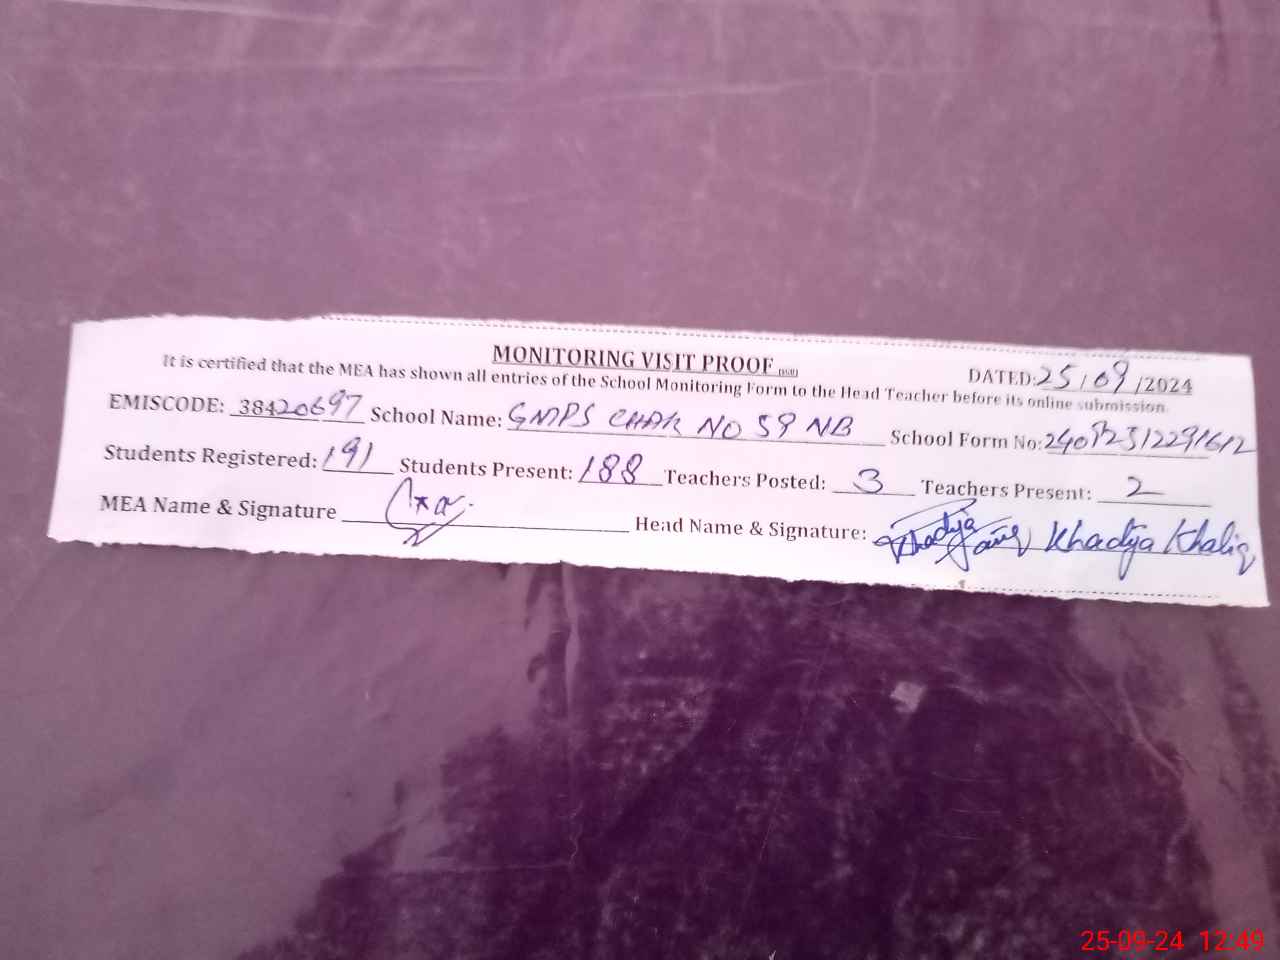 MONITORING VISIT PROOF
DATED: 25/09/2024
It is certified that the MEA has shown all entries of the School Monitoring Form to the Head Teacher before its online submission.
EMISCODE: 38420697 School Name: GMPS CHAK NO 59 NB School Form No:
Students Registered: 191 Students Present: 188 Teachers Posted: 3 Teachers Present: 2
MEA Name & Signature Head Name & Signature: Khadija Khaliq
25-09-24 12:49